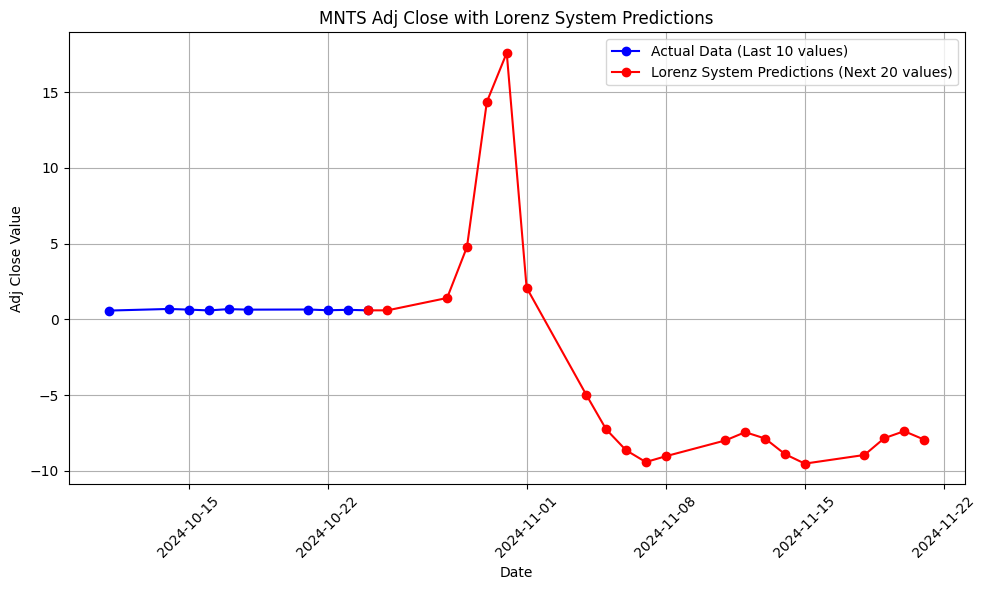 MNTS Adj Close with Lorenz System Predictions
Actual Data (Last 10 values)
Lorenz System Predictions (Next 20 values)
Adj Close Value
15
10
5
0
−5
−10
2024-10-15
2024-10-22
2024-11-01
2024-11-08
2024-11-15
2024-11-22
Date